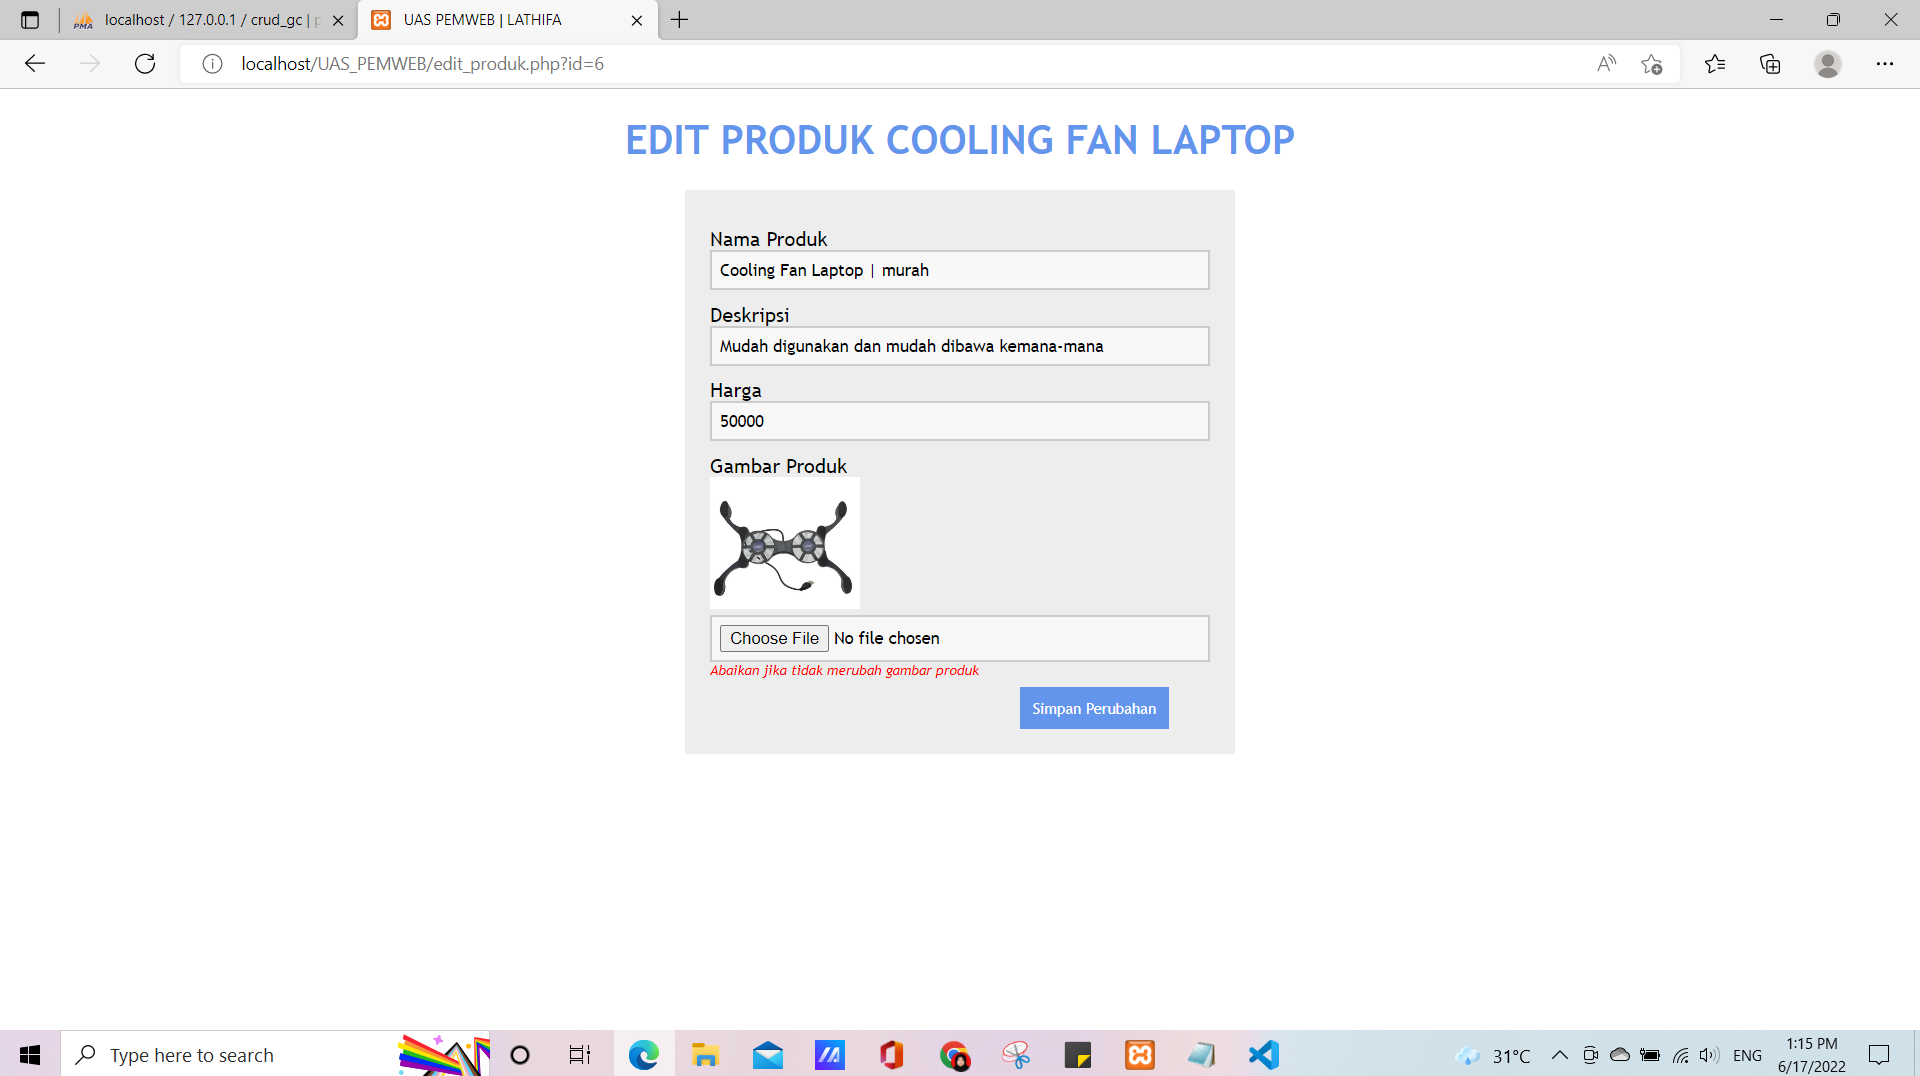 localhost / 127.0.0.1 / crud_gc |
UAS PEMWEB | LATHIFA
localhost/UAS_PEMWEB/edit_produk.php?id=6
EDIT PRODUK COOLING FAN LAPTOP
Nama Produk
Cooling Fan Laptop | murah
Deskripsi
Mudah digunakan dan mudah dibawa kemana-mana
Harga
50000
Gambar Produk
Choose File No file chosen
Abaikan jika tidak merubah gambar produk
Simpan Perubahan
Type here to search
31°C
ENG
1:15 PM
6/17/2022